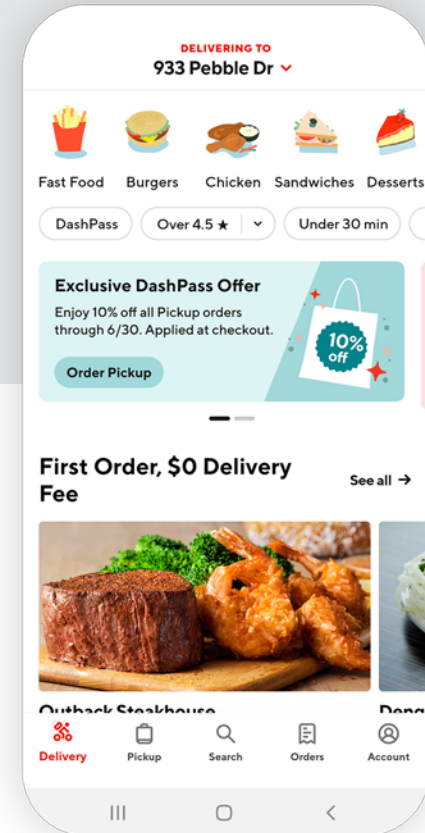 DELIVERING TO
933 Pebble Dr
Fast Food Burgers Chicken Sandwiches Desserts
DashPass Over 4.5 ★ Under 30 min
Exclusive DashPass Offer
Enjoy 10% off all Pickup orders
through 6/30. Applied at checkout.
Order Pickup
10%
off
First Order, $0 Delivery
Fee
See all →
Outback Steakhouse
Delivery Pickup Search Orders Account